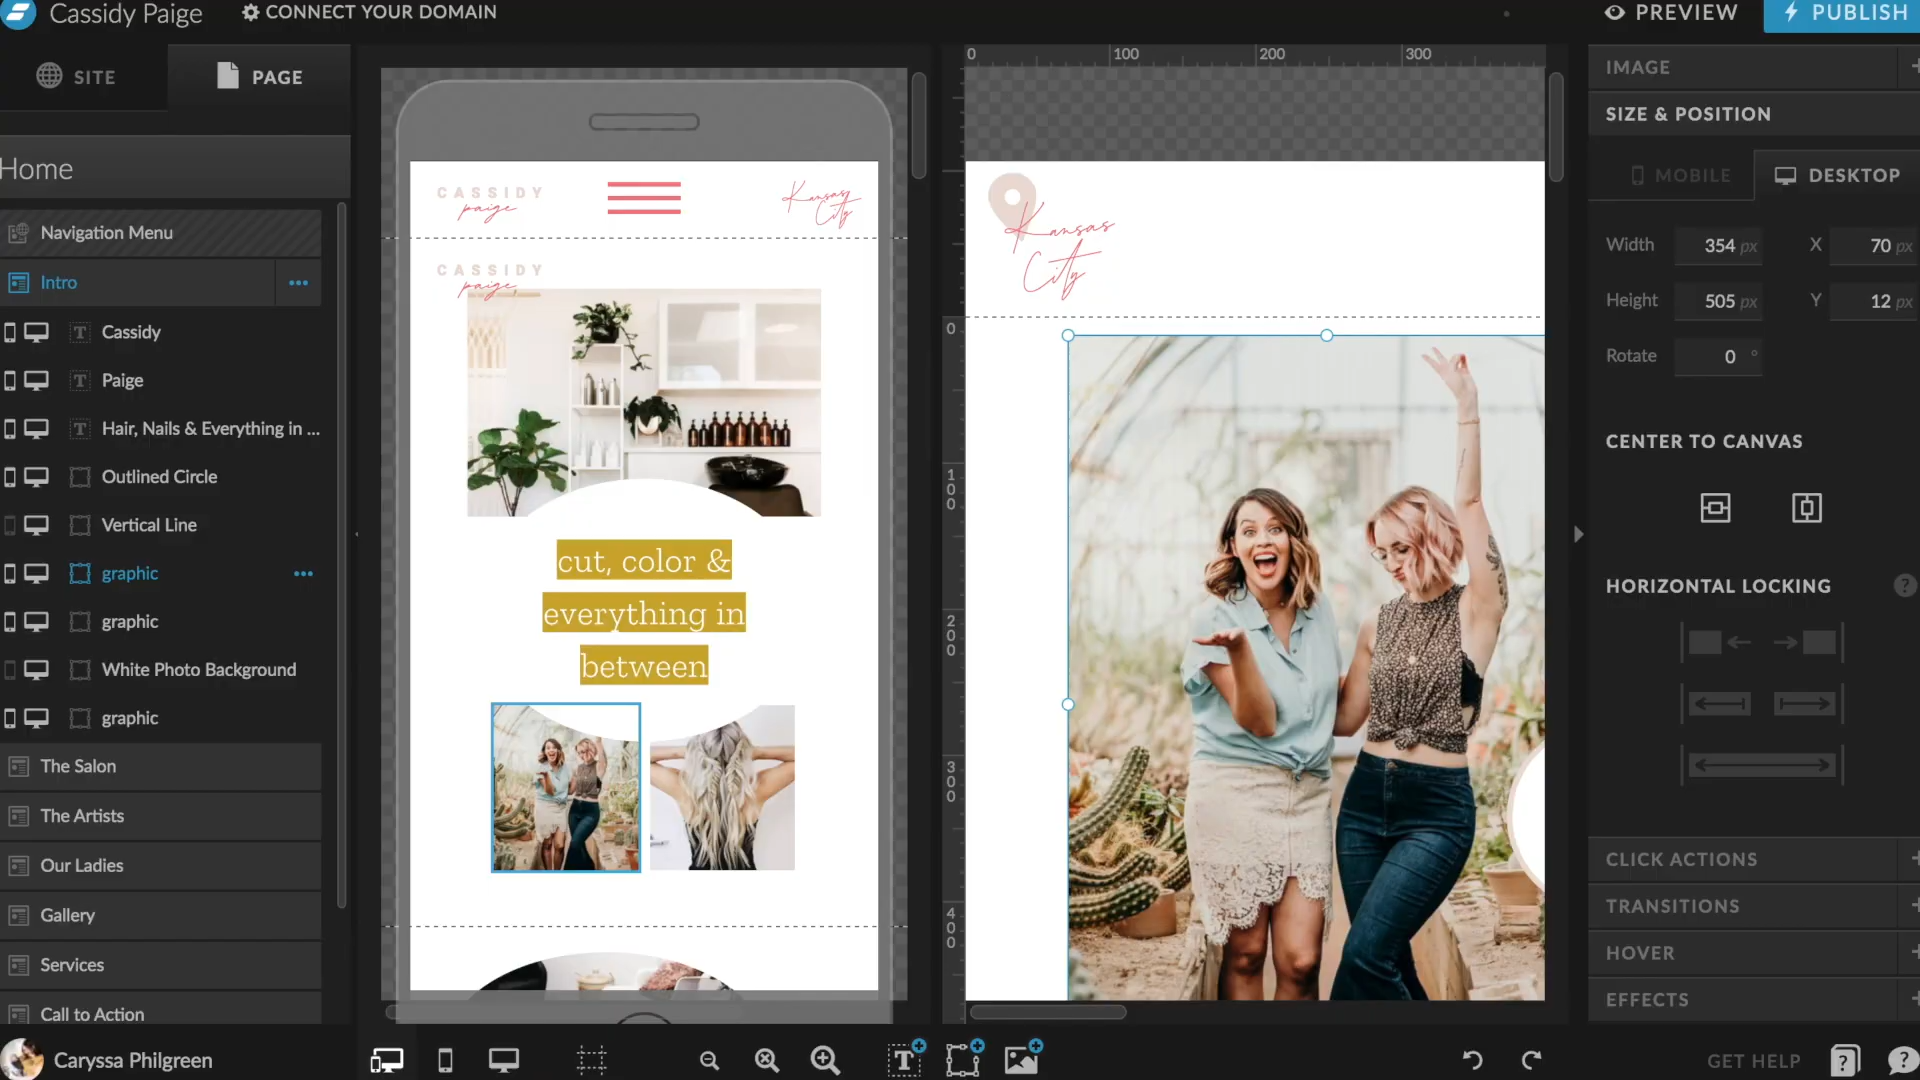 Cassidy Paige
CONNECT YOUR DOMAIN
PREVIEW
PUBLISH
SITE
PAGE
Home
Navigation Menu
Intro
Cassidy
Paige
Hair, Nails & Everything in ...
Outlined Circle
Vertical Line
graphic
graphic
White Photo Background
graphic
The Salon
The Artists
Our Ladies
Gallery
Services
Call to Action
Caryssa Philgreen
CASSIDY
paige
Kansas
City
CASSIDY
paige
cut, color &
everything in
between
0
100
200
300
Kansas
City
0
100
200
300
400
IMAGE
SIZE & POSITION
MOBILE
DESKTOP
Width
354 px
X
70 px
Height
505 px
Y
12 px
Rotate
0 °
CENTER TO CANVAS
HORIZONTAL LOCKING
?
CLICK ACTIONS
TRANSITIONS
HOVER
EFFECTS
T
GET HELP
?
?